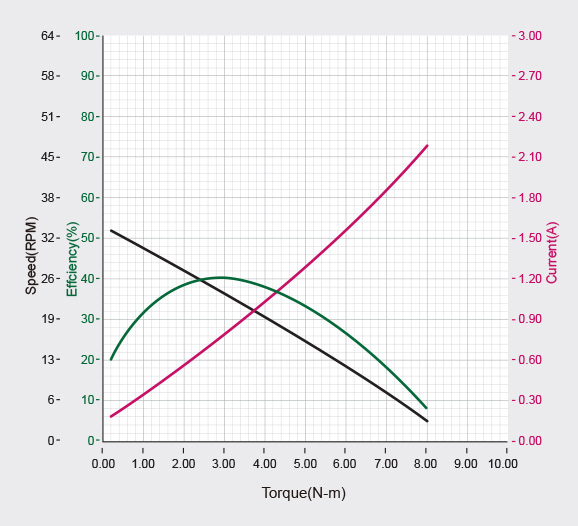 64- 100- - 3.00
58- 90- - 2.70
51- 80- - 2.40
45- 70- - 2.10
38- 60- - 1.80
32- 50- - 1.50
26- 40- - 1.20
19- 30- - 0.90
13- 20- - 0.60
6- 10- - 0.30
0- 0- - 0.00
Speed(RPM)
Effciency(%)
Current(A)
0.00 1.00 2.00 3.00 4.00 5.00 6.00 7.00 8.00 9.00 10.00
Torque(N-m)